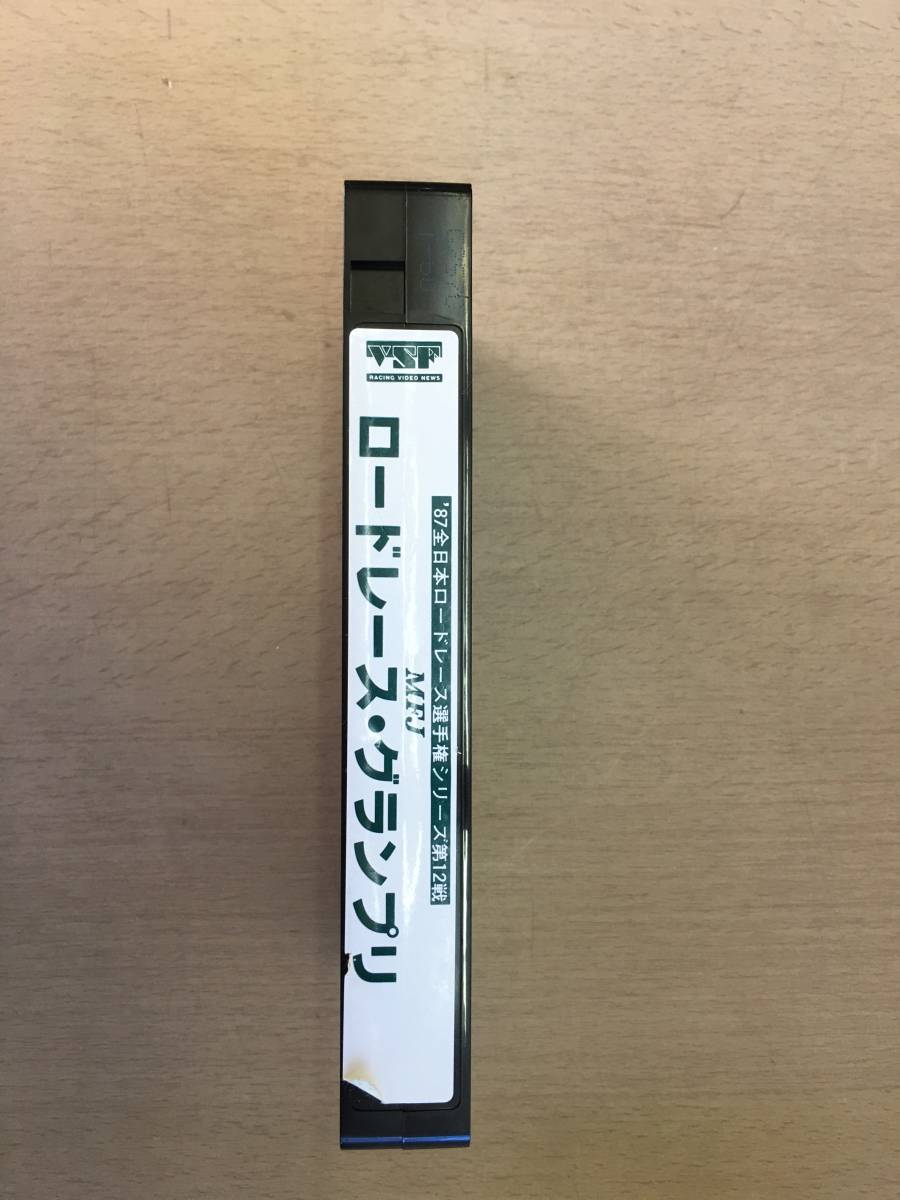 VSF
RACING VIDEO NEWS
'87全日本ロードレース選手権シリーズ第12戦
MFJ
ロードレース・グランプリ